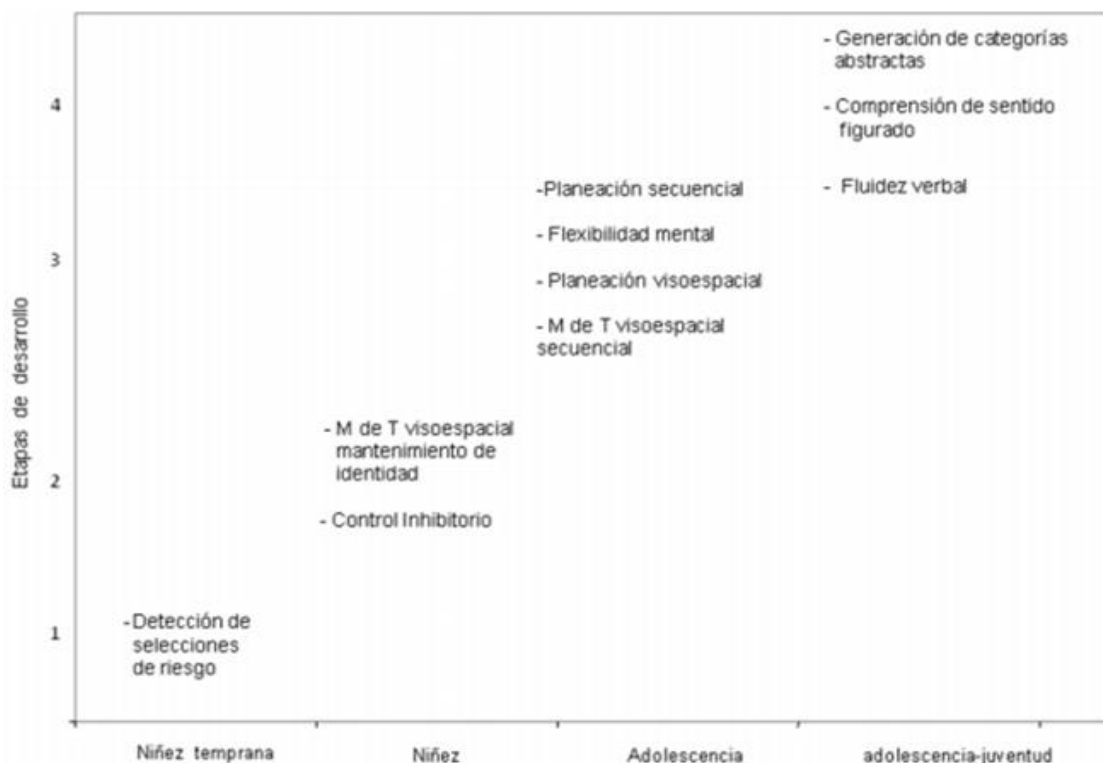 - Generación de categorías
abstractas
4
- Comprensión de sentido
figurado
-Planeación secuencial
- Fluidez verbal
- Flexibilidad mental
3
- Planeación visoespacial
- M de T visoespacial
secuencial
Etapas de desarrollo
- M de T visoespacial
mantenimiento de
identidad
2
- Control Inhibitorio
1
-Detección de
selecciones
de riesgo
Niñez temprana
Niñez
Adolescencia
adolescencia-juventud